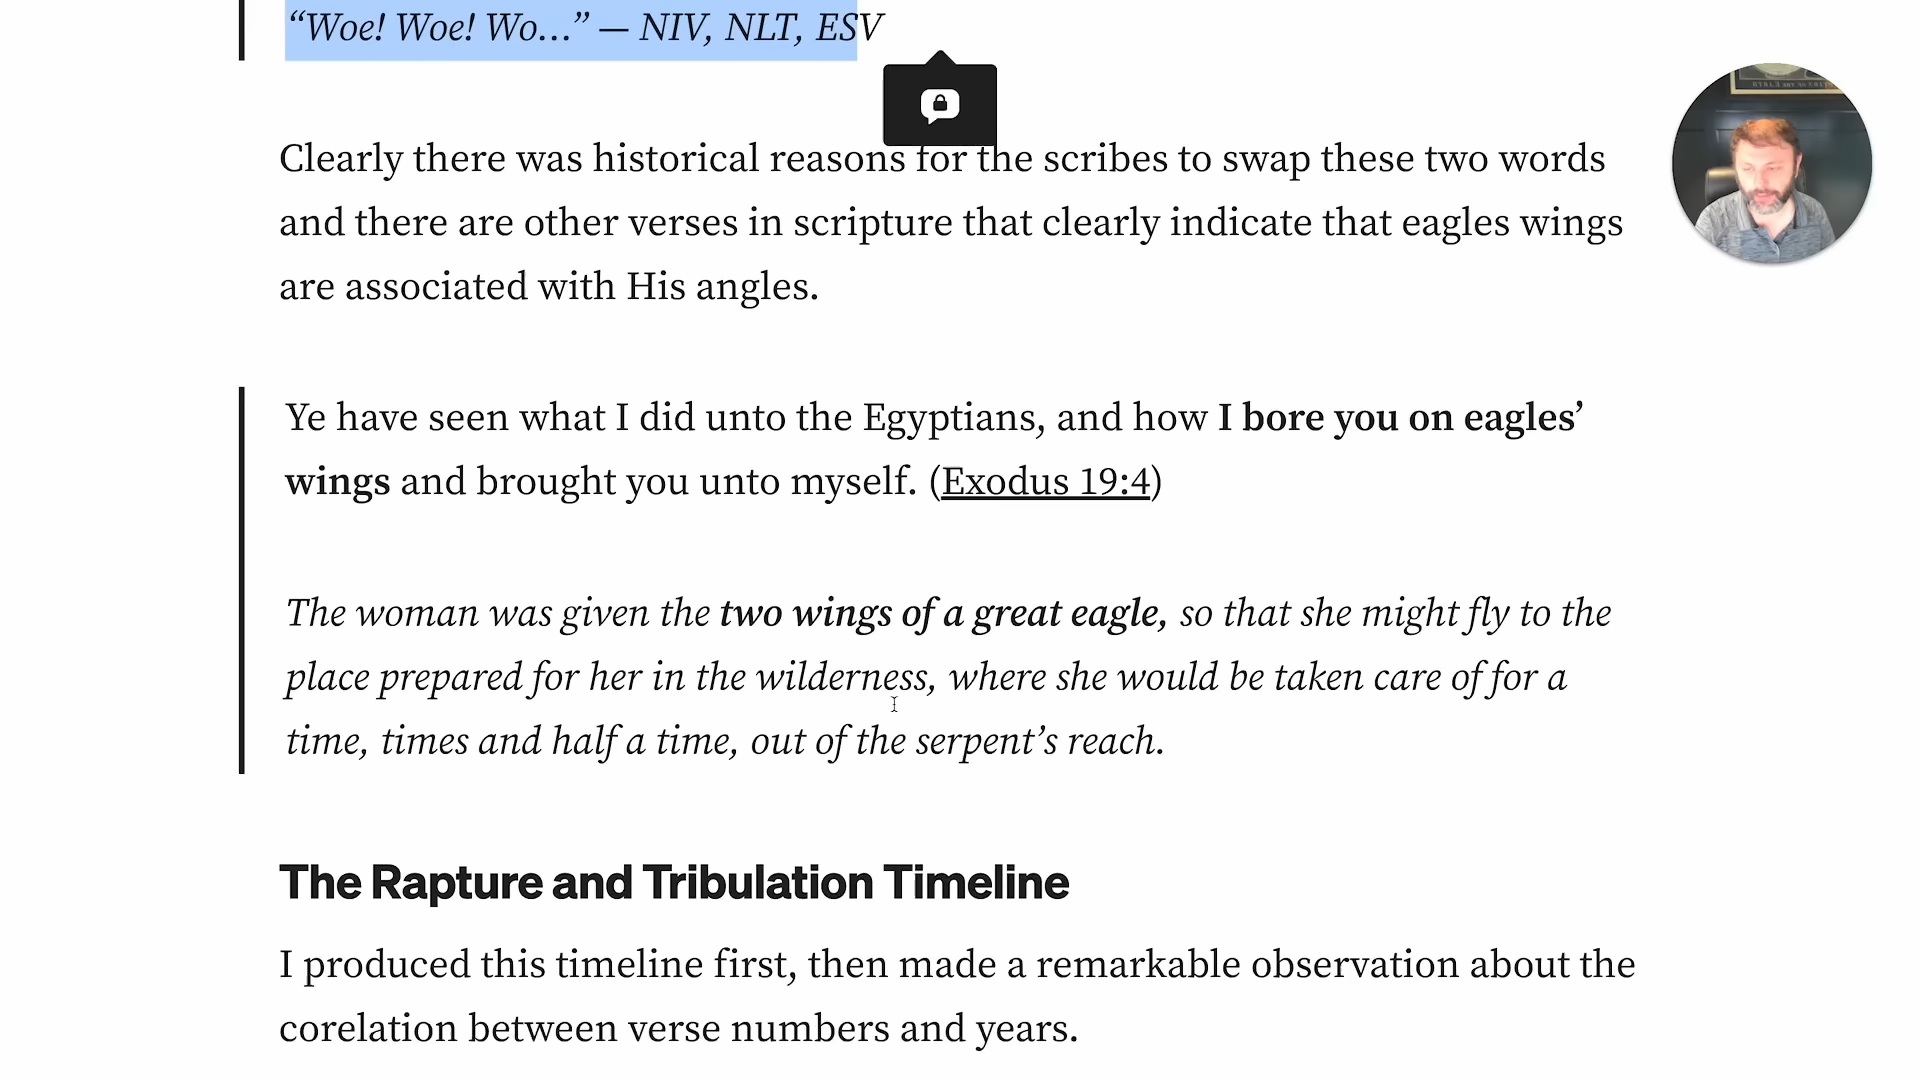 “Woe! Woe! Wo…” — NIV, NLT, ESV
Clearly there was historical reasons for the scribes to swap these two words
and there are other verses in scripture that clearly indicate that eagles wings
are associated with His angles.
Ye have seen what I did unto the Egyptians, and how I bore you on eagles’
wings and brought you unto myself. (Exodus 19:4)
The woman was given the two wings of a great eagle, so that she might fly to the
place prepared for her in the wilderness, where she would be taken care of for a
time, times and half a time, out of the serpent’s reach.
The Rapture and Tribulation Timeline
I produced this timeline first, then made a remarkable observation about the
corelation between verse numbers and years.